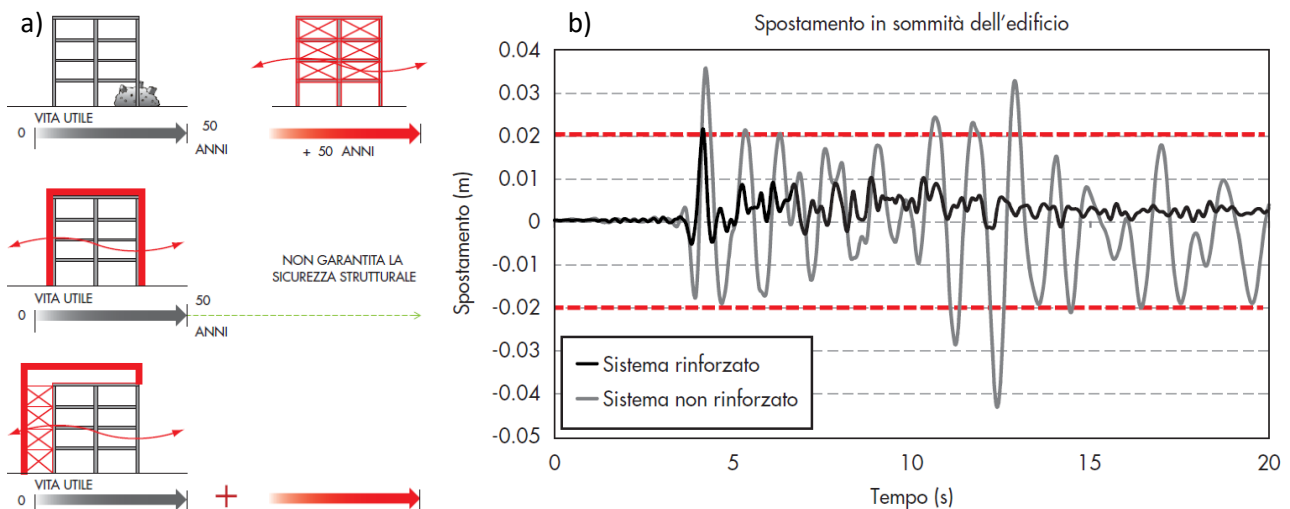 a)
VITA UTILE
0
50
ANNI
+ 50 ANNI
VITA UTILE
0
50
ANNI
NON GARANTITA LA
SICUREZZA STRUTTURALE
VITA UTILE
0
+
b)
Spostamento in sommità dell'edificio
Spostamento (m)
0.04
0.03
0.02
0.01
0
-0.01
-0.02
-0.03
-0.04
-0.05
Sistema rinforzato
Sistema non rinforzato
0
5
10
15
20
Tempo (s)